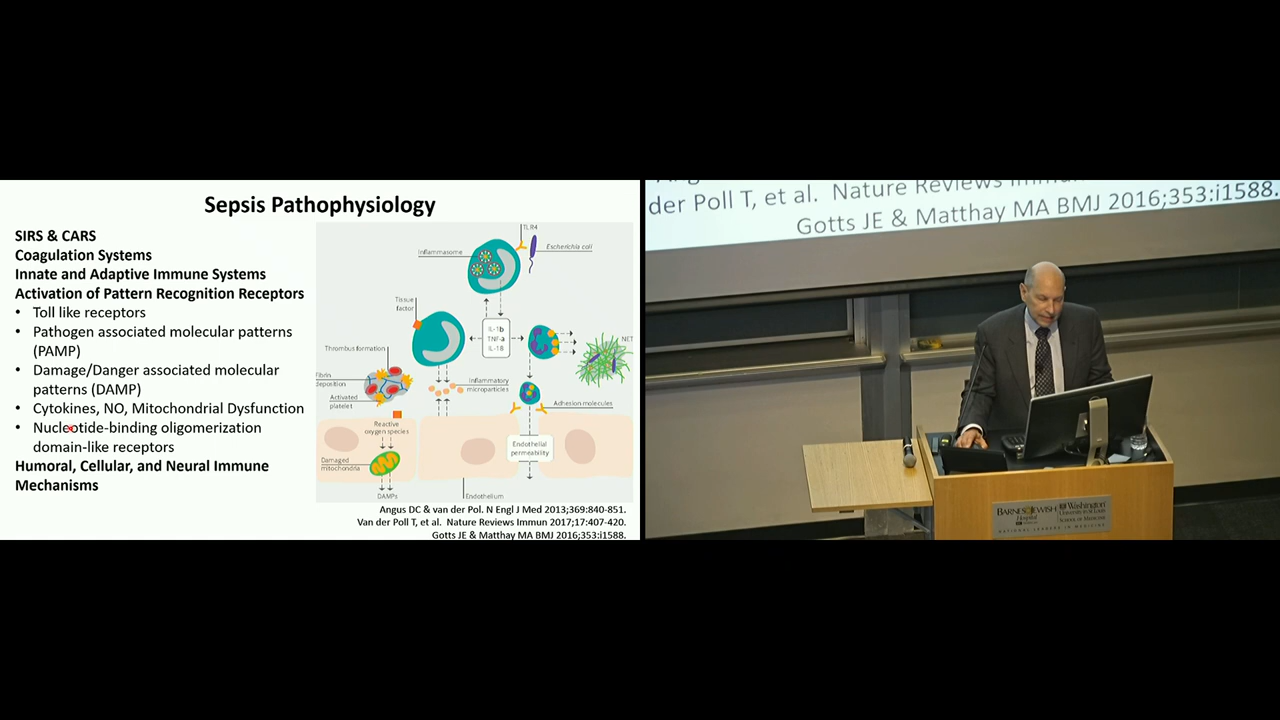 Sepsis Pathophysiology
SIRS & CARS
Coagulation Systems
Innate and Adaptive Immune Systems
Activation of Pattern Recognition Receptors
• Toll like receptors
• Pathogen associated molecular patterns
(PAMP)
• Damage/Danger associated molecular
patterns (DAMP)
• Cytokines, NO, Mitochondrial Dysfunction
• Nucleotide-binding oligomerization
domain-like receptors
Humoral, Cellular, and Neural Immune
Mechanisms
TLR4
Inflammasome
Escherichia coli
Tissue
factor
IL-1b
TNF-a
IL-18
NET
Thrombus formation
Fibrin
deposition
Activated
platelet
Inflammatory
microparticles
Adhesion molecules
Reactive
oxygen species
Endothelial
permeability
Damaged
mitochondria
DAMPs
Endothelium
Angus DC & van der Pol. N Engl J Med 2013;369:840-851.
Van der Poll T, et al. Nature Reviews Immun 2017;17:407-420.
Gotts JE & Matthay MA BMJ 2016;353:i1588.
der Poll T, et al. Nature Reviews Immun
Gotts JE & Matthay MA BMJ 2016;353:i1588.
BARNES JEWISH
Hospital
Washington
University in St. Louis
SCHOOL OF MEDICINE
NATIONAL LEADERS IN MEDICINE